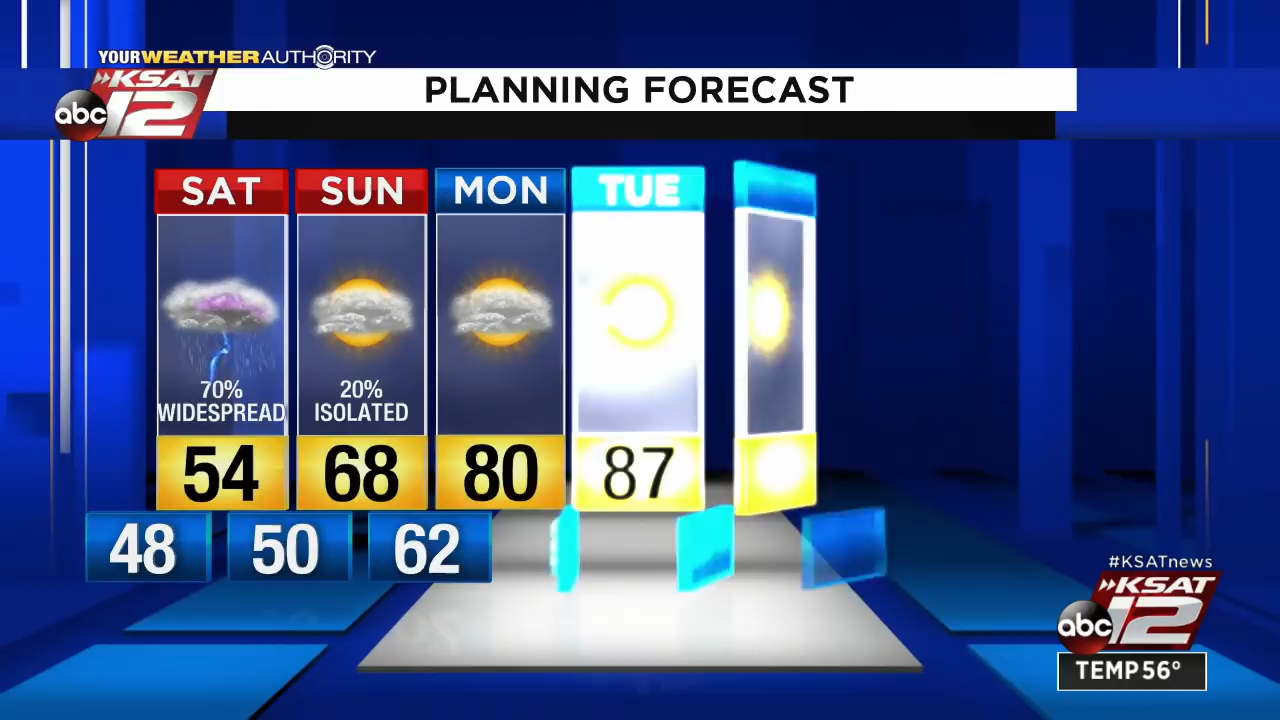 YOURWEATHERAUTHORITY
KSAT
abc 12
PLANNING FORECAST
SAT SUN MON TUE
70% 20%
WIDESPREAD ISOLATED
54 68 80 87
48 50 62
#KSATnews
KSAT
abc 12
TEMP 56°